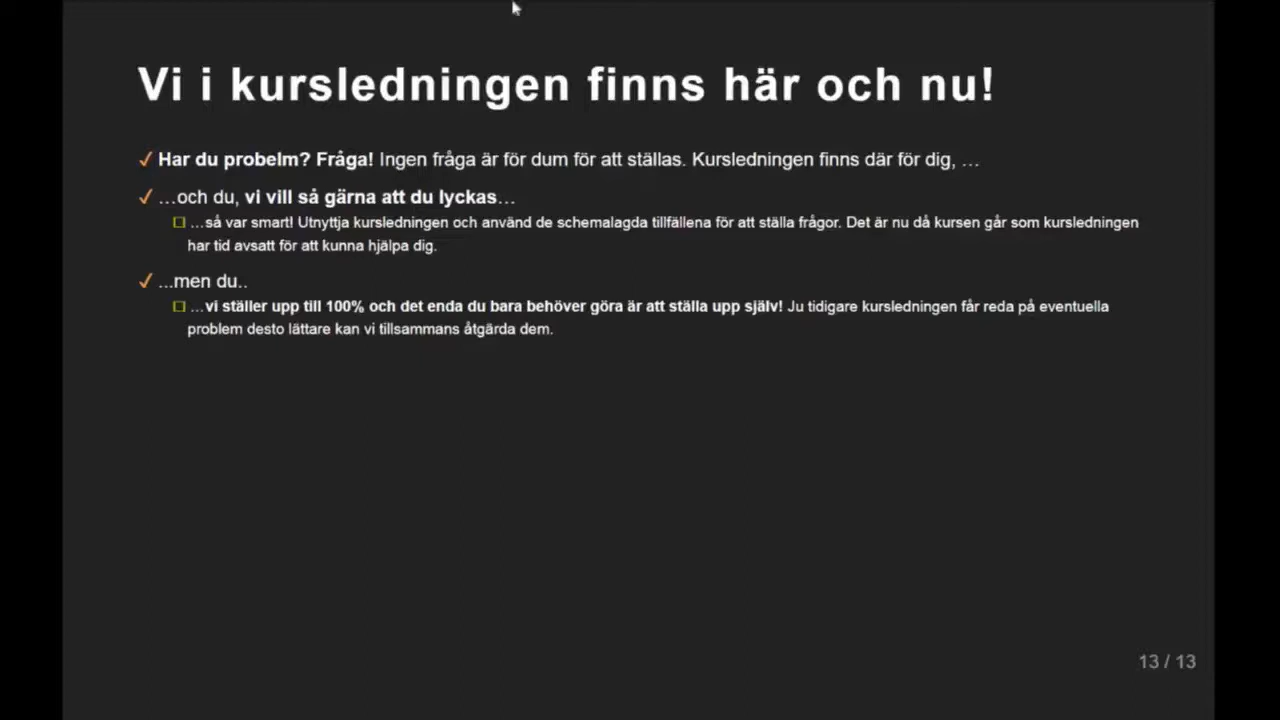 Vi i kursledningen finns här och nu!
✓ Har du probelm? Fråga! Ingen fråga är för dum för att ställas. Kursledningen finns där för dig, …
✓ …och du, vi vill så gärna att du lyckas…
☐ …så var smart! Utnyttja kursledningen och använd de schemalagda tillfällena för att ställa frågor. Det är nu då kursen går som kursledningen
har tid avsatt för att kunna hjälpa dig.
✓ ...men du..
☐ …vi ställer upp till 100% och det enda du bara behöver göra är att ställa upp själv! Ju tidigare kursledningen får reda på eventuella
problem desto lättare kan vi tillsammans åtgärda dem.
13 / 13